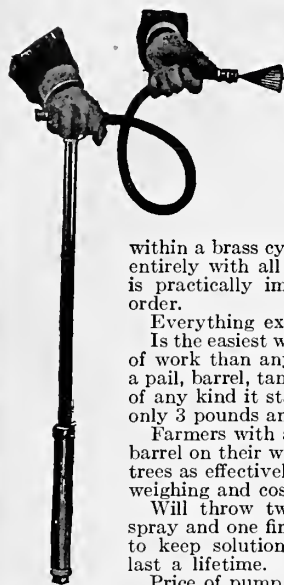 within a brass cy
entirely with all
is practically im
order.
Everything ex
Is the easiest w
of work than any
a pail, barrel, tan
of any kind it sta
only 3 pounds an
Farmers with a
barrel on their w
trees as effectively
weighing and cos
Will throw tw
spray and one fin
to keep solution
last a lifetime.
Price of pump